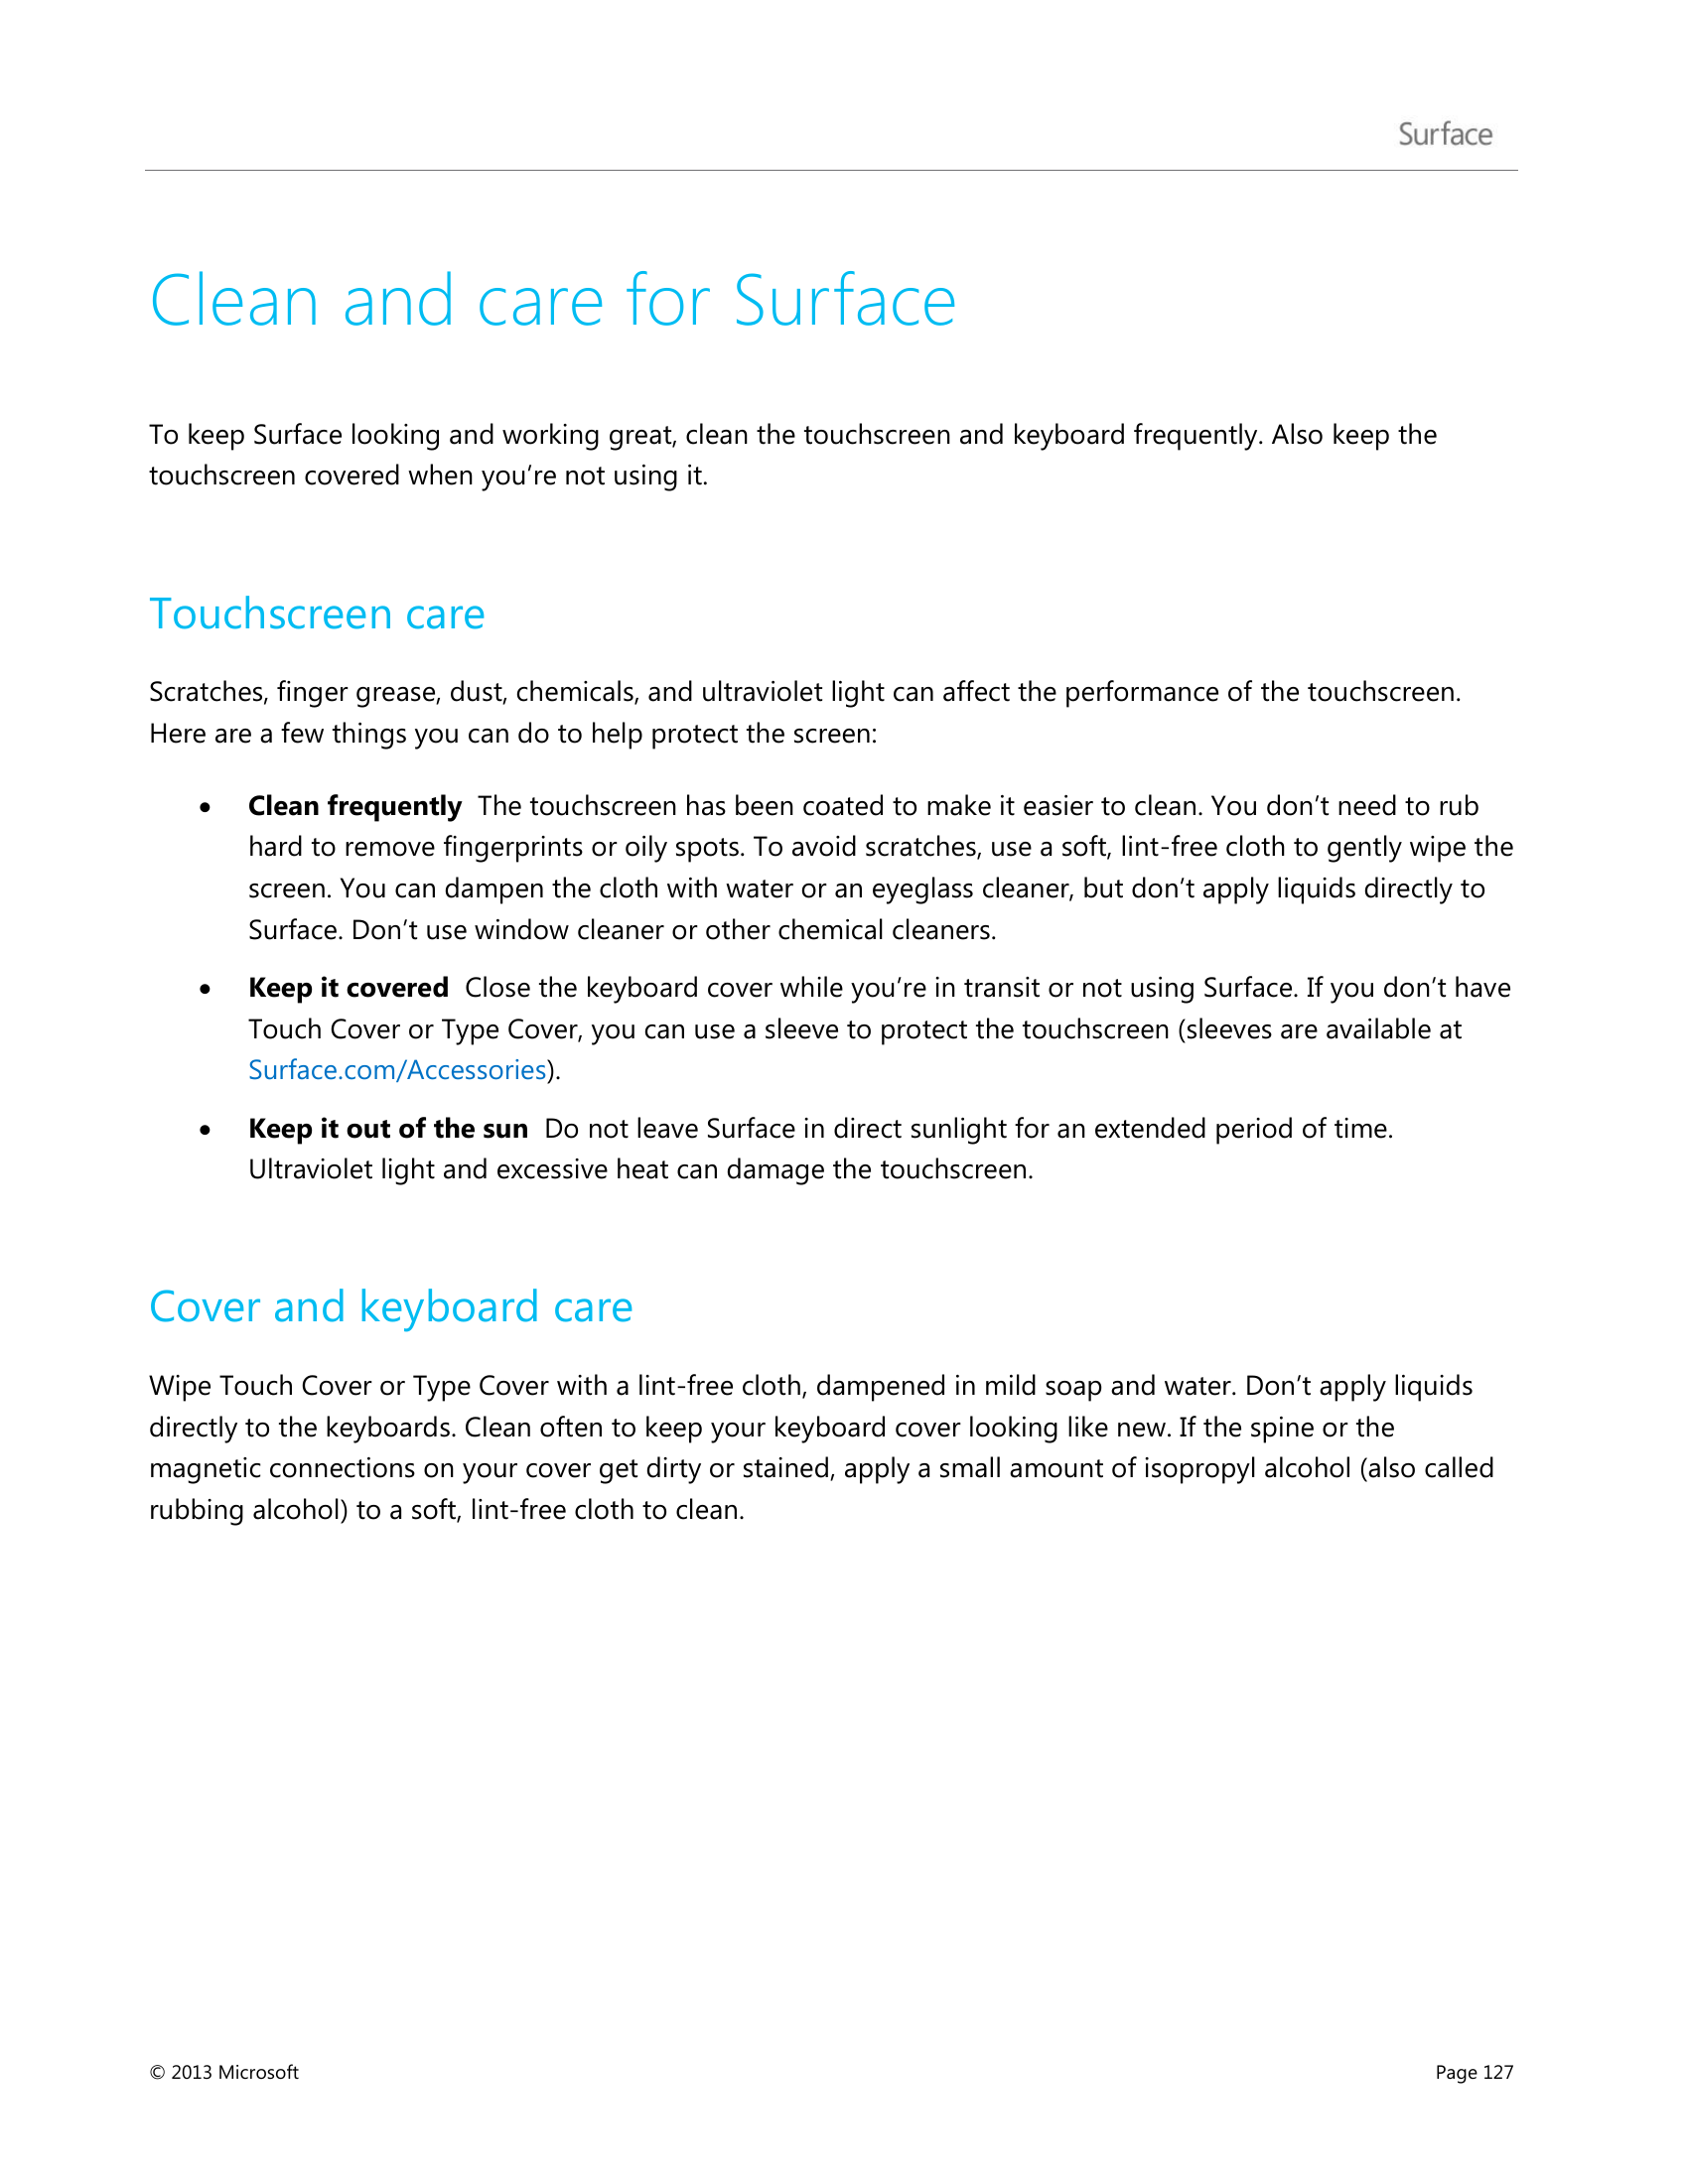 Surface
Clean and care for Surface
To keep Surface looking and working great, clean the touchscreen and keyboard frequently. Also keep the
touchscreen covered when you’re not using it.
Touchscreen care
Scratches, finger grease, dust, chemicals, and ultraviolet light can affect the performance of the touchscreen.
Here are a few things you can do to help protect the screen:
• Clean frequently  The touchscreen has been coated to make it easier to clean. You don’t need to rub
hard to remove fingerprints or oily spots. To avoid scratches, use a soft, lint-free cloth to gently wipe the
screen. You can dampen the cloth with water or an eyeglass cleaner, but don’t apply liquids directly to
Surface. Don’t use window cleaner or other chemical cleaners.
• Keep it covered  Close the keyboard cover while you’re in transit or not using Surface. If you don’t have
Touch Cover or Type Cover, you can use a sleeve to protect the touchscreen (sleeves are available at
Surface.com/Accessories).
• Keep it out of the sun  Do not leave Surface in direct sunlight for an extended period of time.
Ultraviolet light and excessive heat can damage the touchscreen.
Cover and keyboard care
Wipe Touch Cover or Type Cover with a lint-free cloth, dampened in mild soap and water. Don’t apply liquids
directly to the keyboards. Clean often to keep your keyboard cover looking like new. If the spine or the
magnetic connections on your cover get dirty or stained, apply a small amount of isopropyl alcohol (also called
rubbing alcohol) to a soft, lint-free cloth to clean.
© 2013 Microsoft
Page 127